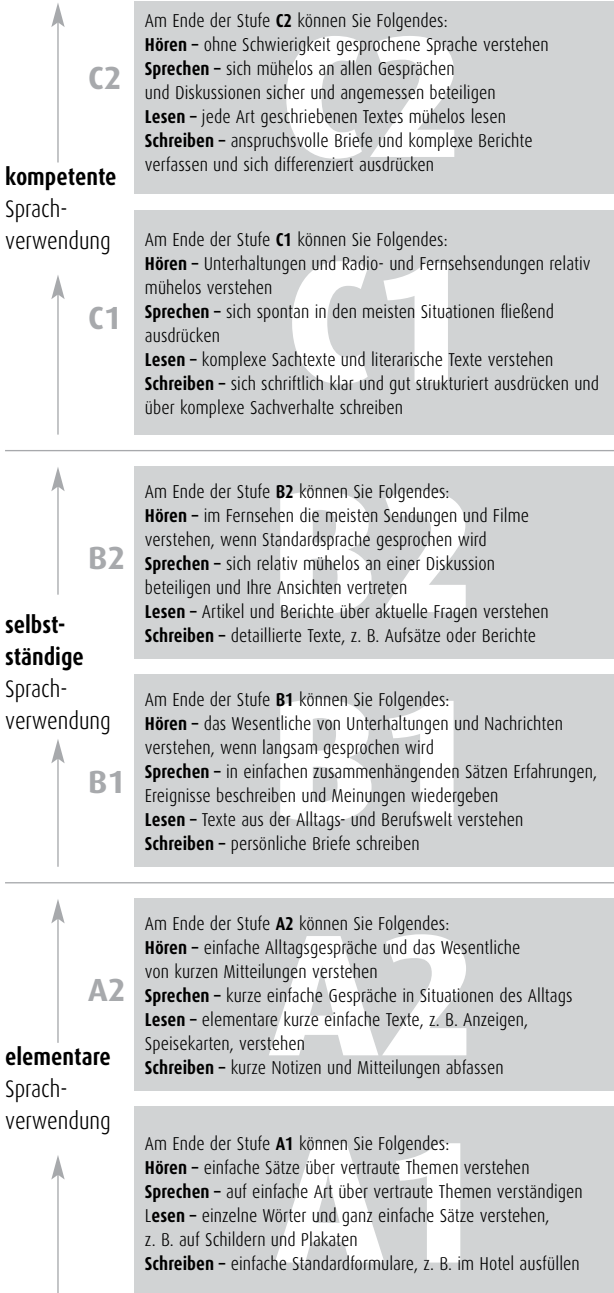 C2
Am Ende der Stufe C2 können Sie Folgendes:
Hören – ohne Schwierigkeit gesprochene Sprache verstehen
Sprechen – sich mühelos an allen Gesprächen
und Diskussionen sicher und angemessen beteiligen
Lesen – jede Art geschriebenen Textes mühelos lesen
Schreiben – anspruchsvolle Briefe und komplexe Berichte
verfassen und sich differenziert ausdrücken
C2
kompetente
Sprach-
verwendung
C1
Am Ende der Stufe C1 können Sie Folgendes:
Hören – Unterhaltungen und Radio- und Fernsehsendungen relativ
mühelos verstehen
Sprechen – sich spontan in den meisten Situationen fließend
ausdrücken
Lesen – komplexe Sachtexte und literarische Texte verstehen
Schreiben – sich schriftlich klar und gut strukturiert ausdrücken und
über komplexe Sachverhalte schreiben
C1
B2
Am Ende der Stufe B2 können Sie Folgendes:
Hören – im Fernsehen die meisten Sendungen und Filme
verstehen, wenn Standardsprache gesprochen wird
Sprechen – sich relativ mühelos an einer Diskussion
beteiligen und Ihre Ansichten vertreten
Lesen – Artikel und Berichte über aktuelle Fragen verstehen
Schreiben – detaillierte Texte, z. B. Aufsätze oder Berichte
B2
selbst-
ständige
Sprach-
verwendung
B1
Am Ende der Stufe B1 können Sie Folgendes:
Hören – das Wesentliche von Unterhaltungen und Nachrichten
verstehen, wenn langsam gesprochen wird
Sprechen – in einfachen zusammenhängenden Sätzen Erfahrungen,
Ereignisse beschreiben und Meinungen wiedergeben
Lesen – Texte aus der Alltags- und Berufswelt verstehen
Schreiben – persönliche Briefe schreiben
B1
A2
Am Ende der Stufe A2 können Sie Folgendes:
Hören – einfache Alltagsgespräche und das Wesentliche
von kurzen Mitteilungen verstehen
Sprechen – kurze einfache Gespräche in Situationen des Alltags
Lesen – elementare kurze einfache Texte, z. B. Anzeigen,
Speisekarten, verstehen
Schreiben – kurze Notizen und Mitteilungen abfassen
A2
elementare
Sprach-
verwendung
Am Ende der Stufe A1 können Sie Folgendes:
Hören – einfache Sätze über vertraute Themen verstehen
Sprechen – auf einfache Art über vertraute Themen verständigen
Lesen – einzelne Wörter und ganz einfache Sätze verstehen,
z. B. auf Schildern und Plakaten
Schreiben – einfache Standardformulare, z. B. im Hotel ausfüllen
A1